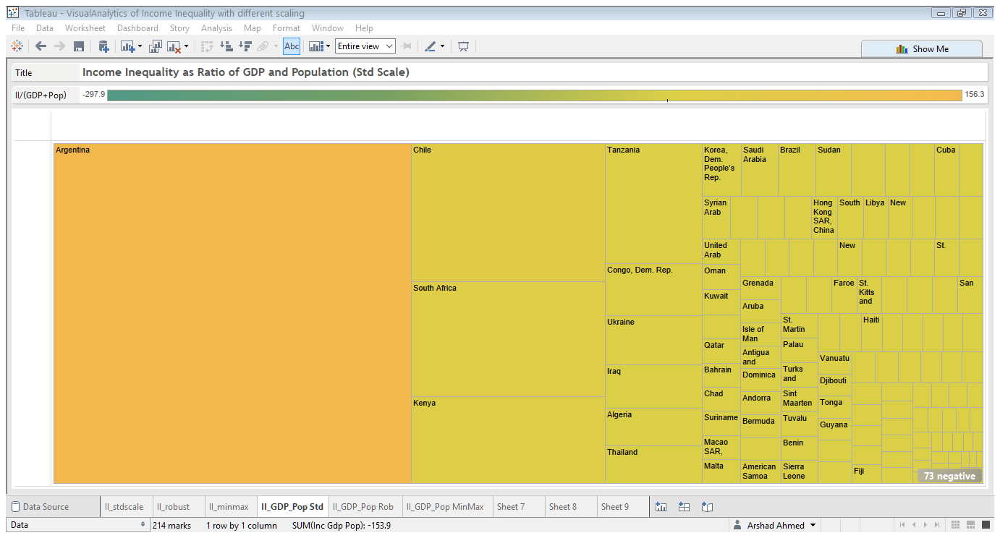 Tableau - VisualAnalytics of Income Inequality with different scaling
File Data Worksheet Dashboard Story Analysis Map Format Window Help
Abc Entire view Show Me
Title Income Inequality as Ratio of GDP and Population (Std Scale)
II/(GDP+Pop) -297.9 156.3
Argentina
Chile
South Africa
Kenya
Tanzania
Congo, Dem. Rep.
Ukraine
Iraq
Algeria
Thailand
Korea,
Dem.
People's
Rep.
Saudi
Arabia
Brazil
Sudan
Cuba
Syrian
Arab
Hong
Kong
SAR,
China
South
Libya
New
United
Arab
New
St.
Oman
Kuwait
Qatar
Bahrain
Chad
Suriname
Macao
SAR,
Malta
Grenada
Aruba
Isle of
Man
Antigua
and
Dominica
Andorra
Bermuda
American
Samoa
Faroe
St.
Kitts
and
San
St.
Martin
Palau
Turks
and
Sint
Maarten
Tuvalu
Benin
Sierra
Leone
Haiti
Vanuatu
Djibouti
Tonga
Guyana
Fiji
73 negative
Data Source II_stdscale II_robust II_minmax II_GDP_Pop Std II_GDP_Pop Rob II_GDP_Pop MinMax Sheet 7 Sheet 8 Sheet 9
Data 214 marks 1 row by 1 column SUM(Inc Gdp Pop): -153.9 Arshad Ahmed